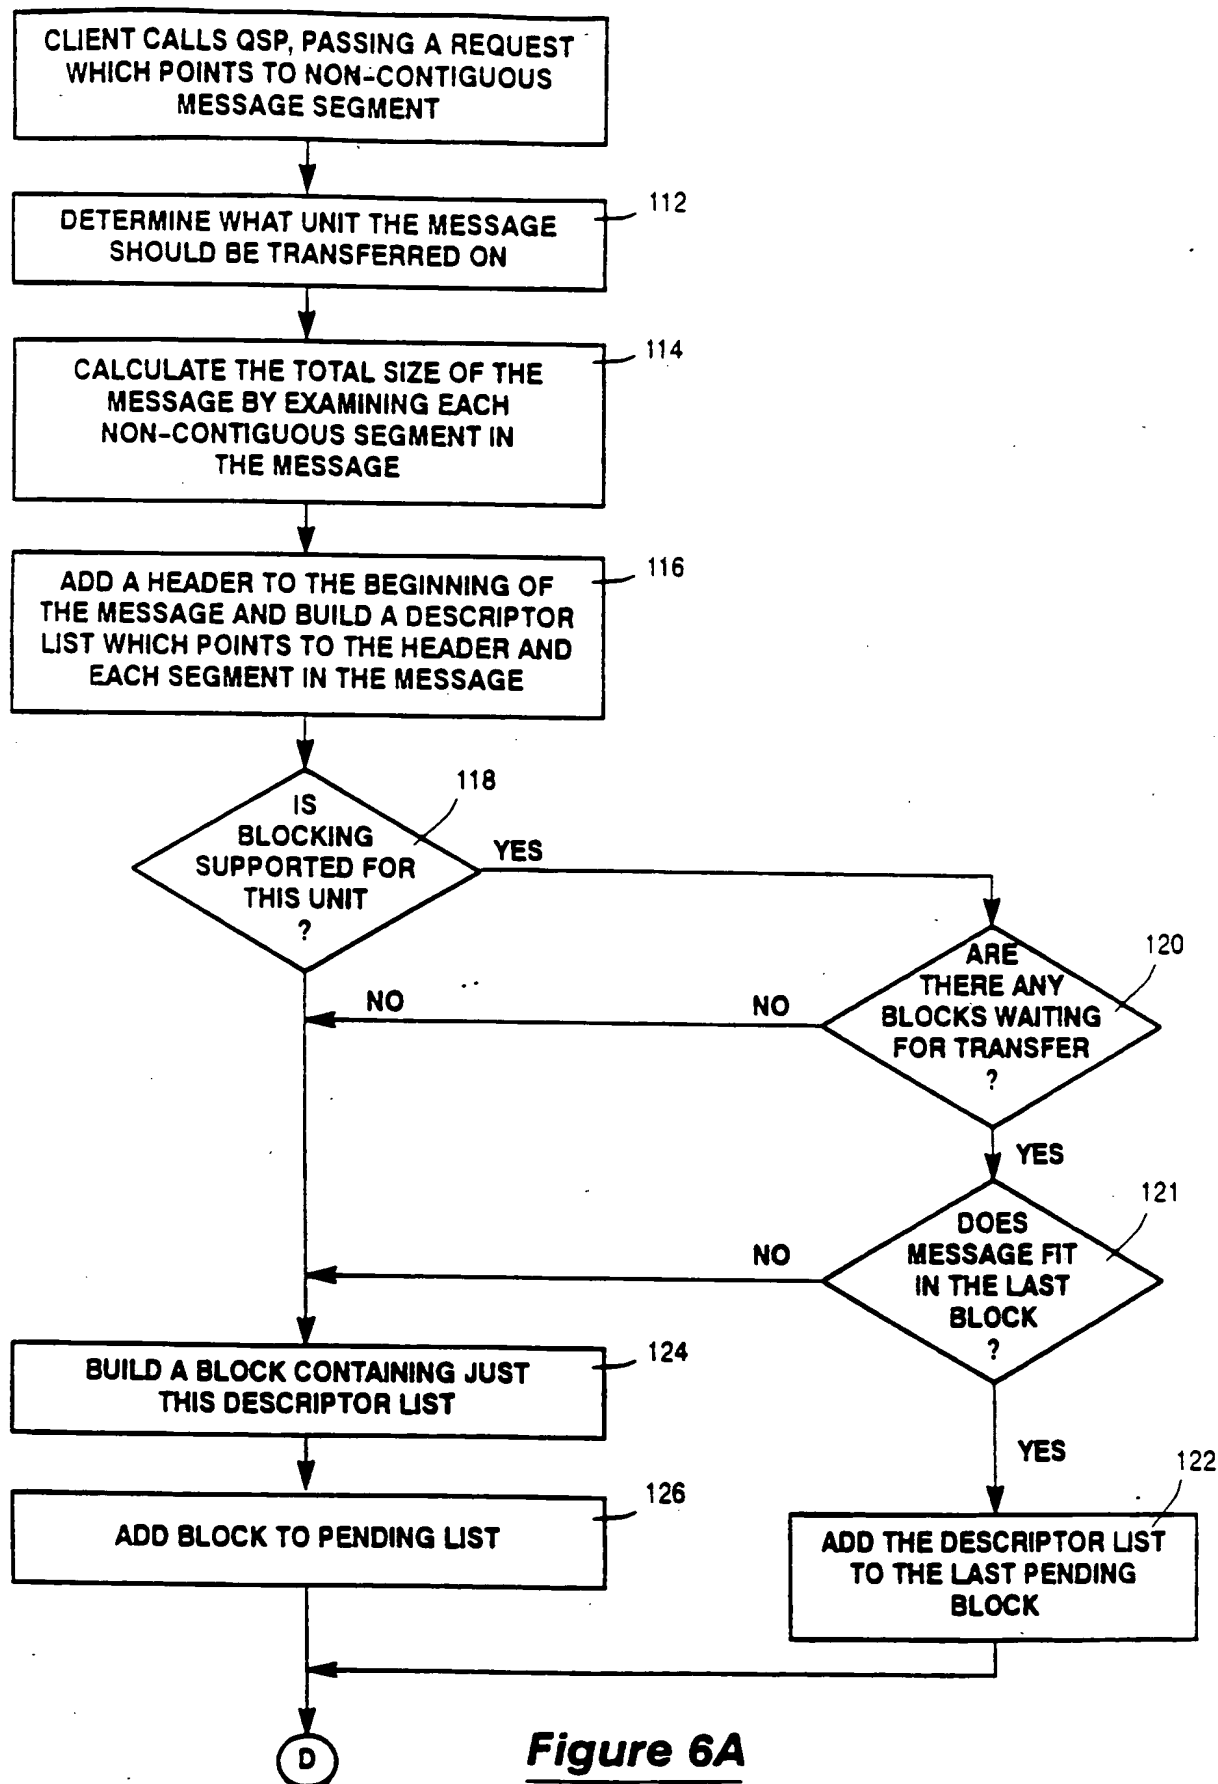 CLIENT CALLS QSP, PASSING A REQUEST
WHICH POINTS TO NON-CONTIGUOUS
MESSAGE SEGMENT
112
DETERMINE WHAT UNIT THE MESSAGE
SHOULD BE TRANSFERRED ON
114
CALCULATE THE TOTAL SIZE OF THE
MESSAGE BY EXAMINING EACH
NON-CONTIGUOUS SEGMENT IN
THE MESSAGE
116
ADD A HEADER TO THE BEGINNING OF
THE MESSAGE AND BUILD A DESCRIPTOR
LIST WHICH POINTS TO THE HEADER AND
EACH SEGMENT IN THE MESSAGE
118
IS
BLOCKING
SUPPORTED FOR
THIS UNIT
?
YES
NO
120
ARE
THERE ANY
BLOCKS WAITING
FOR TRANSFER
?
NO
YES
121
DOES
MESSAGE FIT
IN THE LAST
BLOCK
?
NO
YES
124
BUILD A BLOCK CONTAINING JUST
THIS DESCRIPTOR LIST
126
ADD BLOCK TO PENDING LIST
122
ADD THE DESCRIPTOR LIST
TO THE LAST PENDING
BLOCK
D
Figure 6A